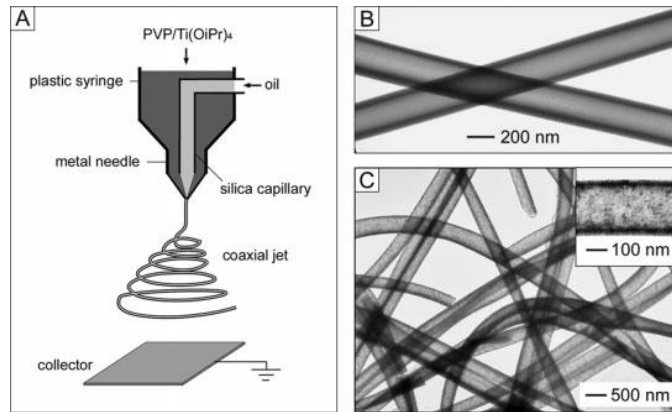 A
PVP/Ti(OiPr)₄
plastic syringe
oil
metal needle
silica capillary
coaxial jet
collector
B
200 nm
C
100 nm
500 nm